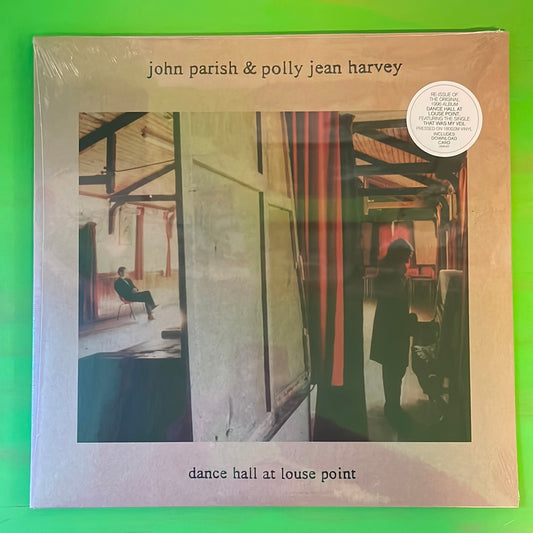 john parish & polly jean harvey
RE-ISSUE OF
THE ORIGINAL
1996 ALBUM
DANCE HALL AT
LOUSE POINT,
FEATURING THE SINGLE
THAT WAS MY VEIL
PRESSED ON 180GSM VINYL
INCLUDES
DOWNLOAD
CARD
dance hall at louse point